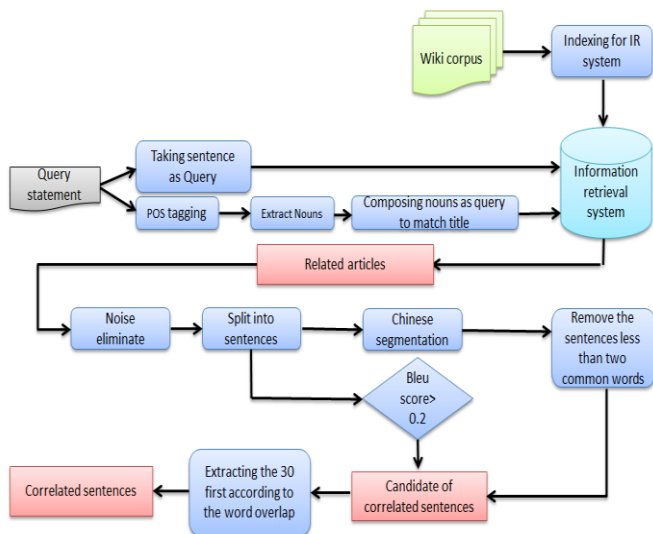 Wiki corpus
Indexing for IR
system
Query
statement
Taking sentence
as Query
POS tagging
Extract Nouns
Composing nouns as query
to match title
Information
retrieval
system
Related articles
Noise
eliminate
Split into
sentences
Chinese
segmentation
Remove the
sentences less
than two
common words
Bleu
score>
0.2
Correlated sentences
Extracting the 30
first according to
the word overlap
Candidate of
correlated sentences